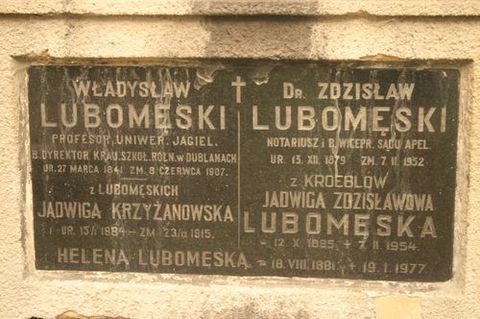 WŁADYSŁAW
LUBOMĘSKI
PROFESOR UNIWER. JAGIEL.
B. DYREKTOR KRAJ. SZKOŁ. ROLN. W DUBLANACH
UR. 27 MARCA 1841 ZM. 8 CZERWCA 1907.
Z LUBOMĘSKICH
JADWIGA KRZYŻANOWSKA
UR. 15/I 1884 – ZM. 23/II 1915.
DR. ZDZISŁAW
LUBOMĘSKI
NOTARIUSZ I B. WICEPR. SĄDU APEL.
UR. 13. XII. 1879 ZM. 7. II 1952
Z KROEBLÓW
JADWIGA ZDZISŁAWOWA
LUBOMĘSKA
– 12. X. 1885 + 7. II. 1954.
HELENA LUBOMĘSKA – 18. VIII. 1881 + 19. I. 1977